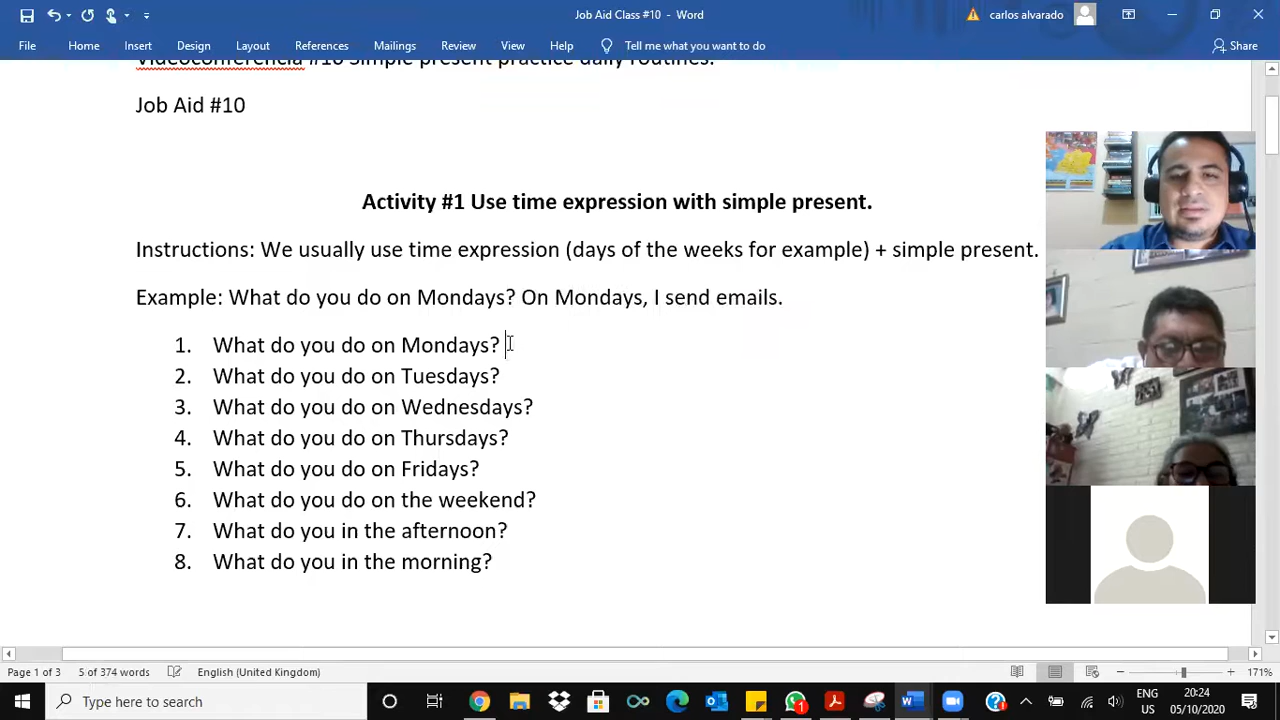 Job Aid Class #10 - Word
carlos alvarado
File Home Insert Design Layout References Mailings Review View Help Tell me what you want to do Share
Videoconferencia #10 Simple present practice daily routines.
Job Aid #10
Activity #1 Use time expression with simple present.
Instructions: We usually use time expression (days of the weeks for example) + simple present.
Example: What do you do on Mondays? On Mondays, I send emails.
1. What do you do on Mondays?
2. What do you do on Tuesdays?
3. What do you do on Wednesdays?
4. What do you do on Thursdays?
5. What do you do on Fridays?
6. What do you do on the weekend?
7. What do you in the afternoon?
8. What do you in the morning?
Page 1 of 3 5 of 374 words English (United Kingdom) 171%
Type here to search
1
ENG 20:24
US 05/10/2020